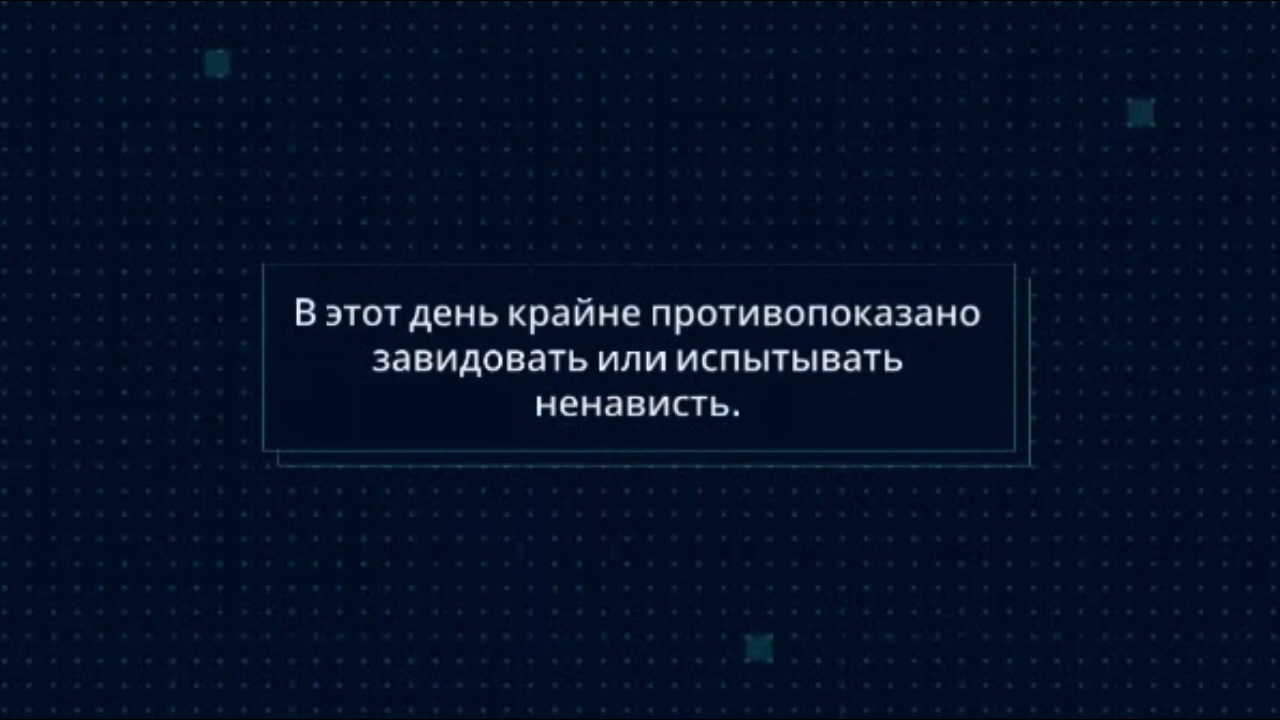 В этот день крайне противопоказано
завидовать или испытывать
ненависть.